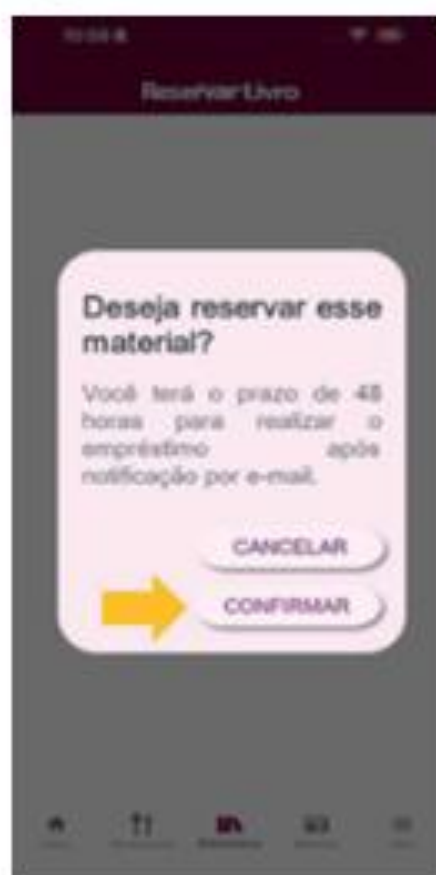 Reservar Livro
Deseja reservar esse
material?
Você terá o prazo de 48
horas para realizar o
empréstimo após
notificação por e-mail.
CANCELAR
CONFIRMAR